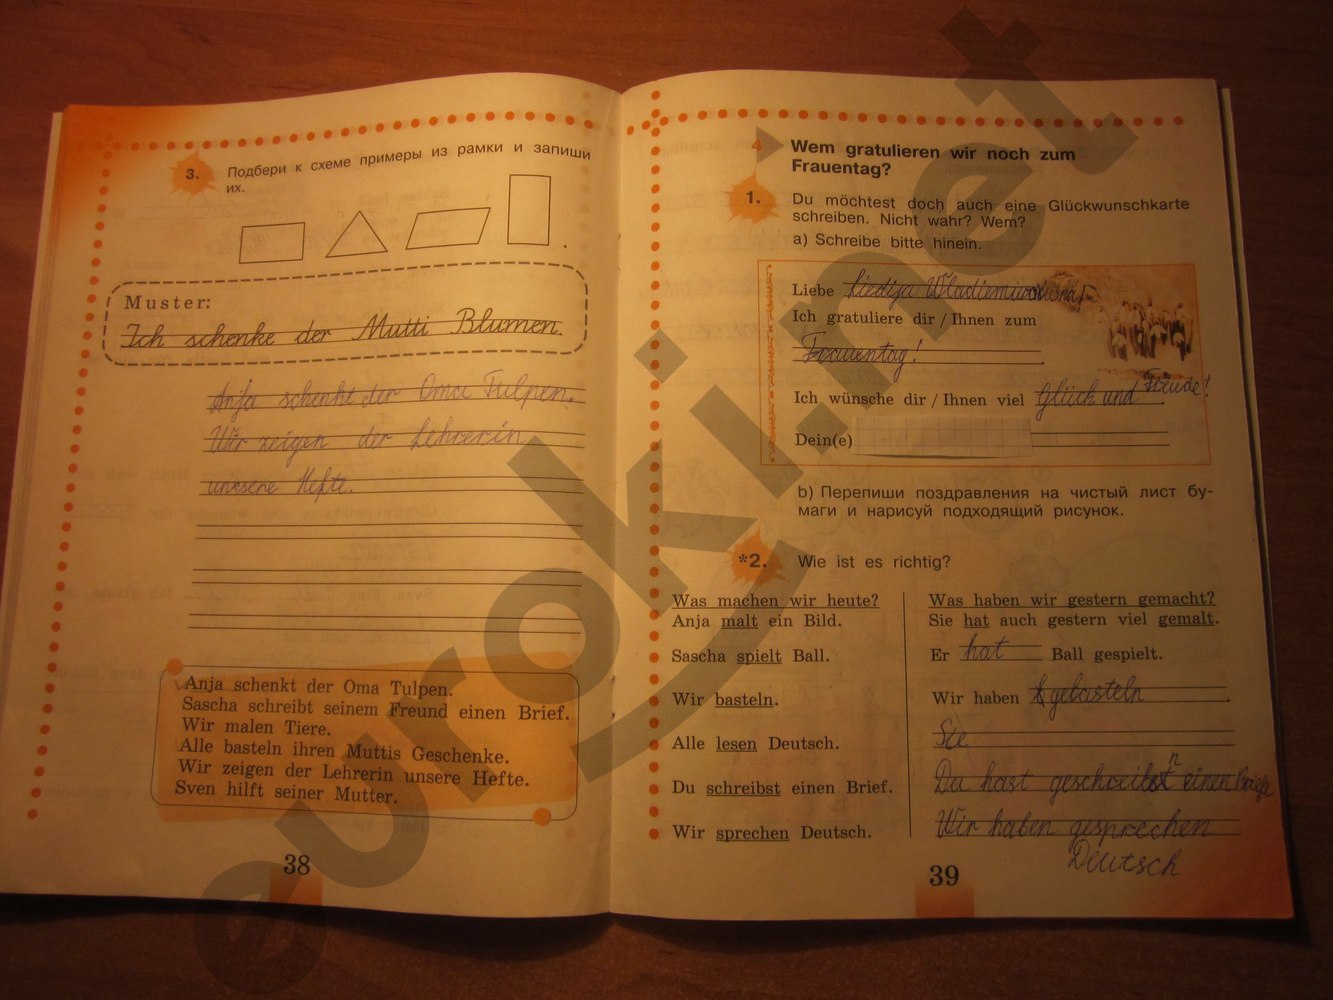 3. Подбери к схеме примеры из рамки и запиши
их.
Muster:
Ich schenke der Mutti Blumen.
Anja schenkt der Oma Tulpen.
Wir zeigen der Lehrerin
unsere Hefte.
Anja schenkt der Oma Tulpen.
Sascha schreibt seinem Freund einen Brief.
Wir malen Tiere.
Alle basteln ihren Muttis Geschenke.
Wir zeigen der Lehrerin unsere Hefte.
Sven hilft seiner Mutter.
38
4 Wem gratulieren wir noch zum
Frauentag?
1. Du möchtest doch auch eine Glückwunschkarte
schreiben. Nicht wahr? Wem?
a) Schreibe bitte hinein.
Liebe
Ich gratuliere dir / Ihnen zum
Frauentag!
Ich wünsche dir / Ihnen viel Glück und Freude!
Dein(e)
b) Перепиши поздравления на чистый лист бу-
маги и нарисуй подходящий рисунок.
*2. Wie ist es richtig?
Was machen wir heute? Was haben wir gestern gemacht?
Anja malt ein Bild. Sie hat auch gestern viel gemalt.
Sascha spielt Ball. Er hat Ball gespielt.
Wir basteln. Wir haben gebasteln
Alle lesen Deutsch. Sie
Du schreibst einen Brief. Du hast einen
Wir sprechen Deutsch. Wir haben gesprechen
Deutsch
39
euroki.net